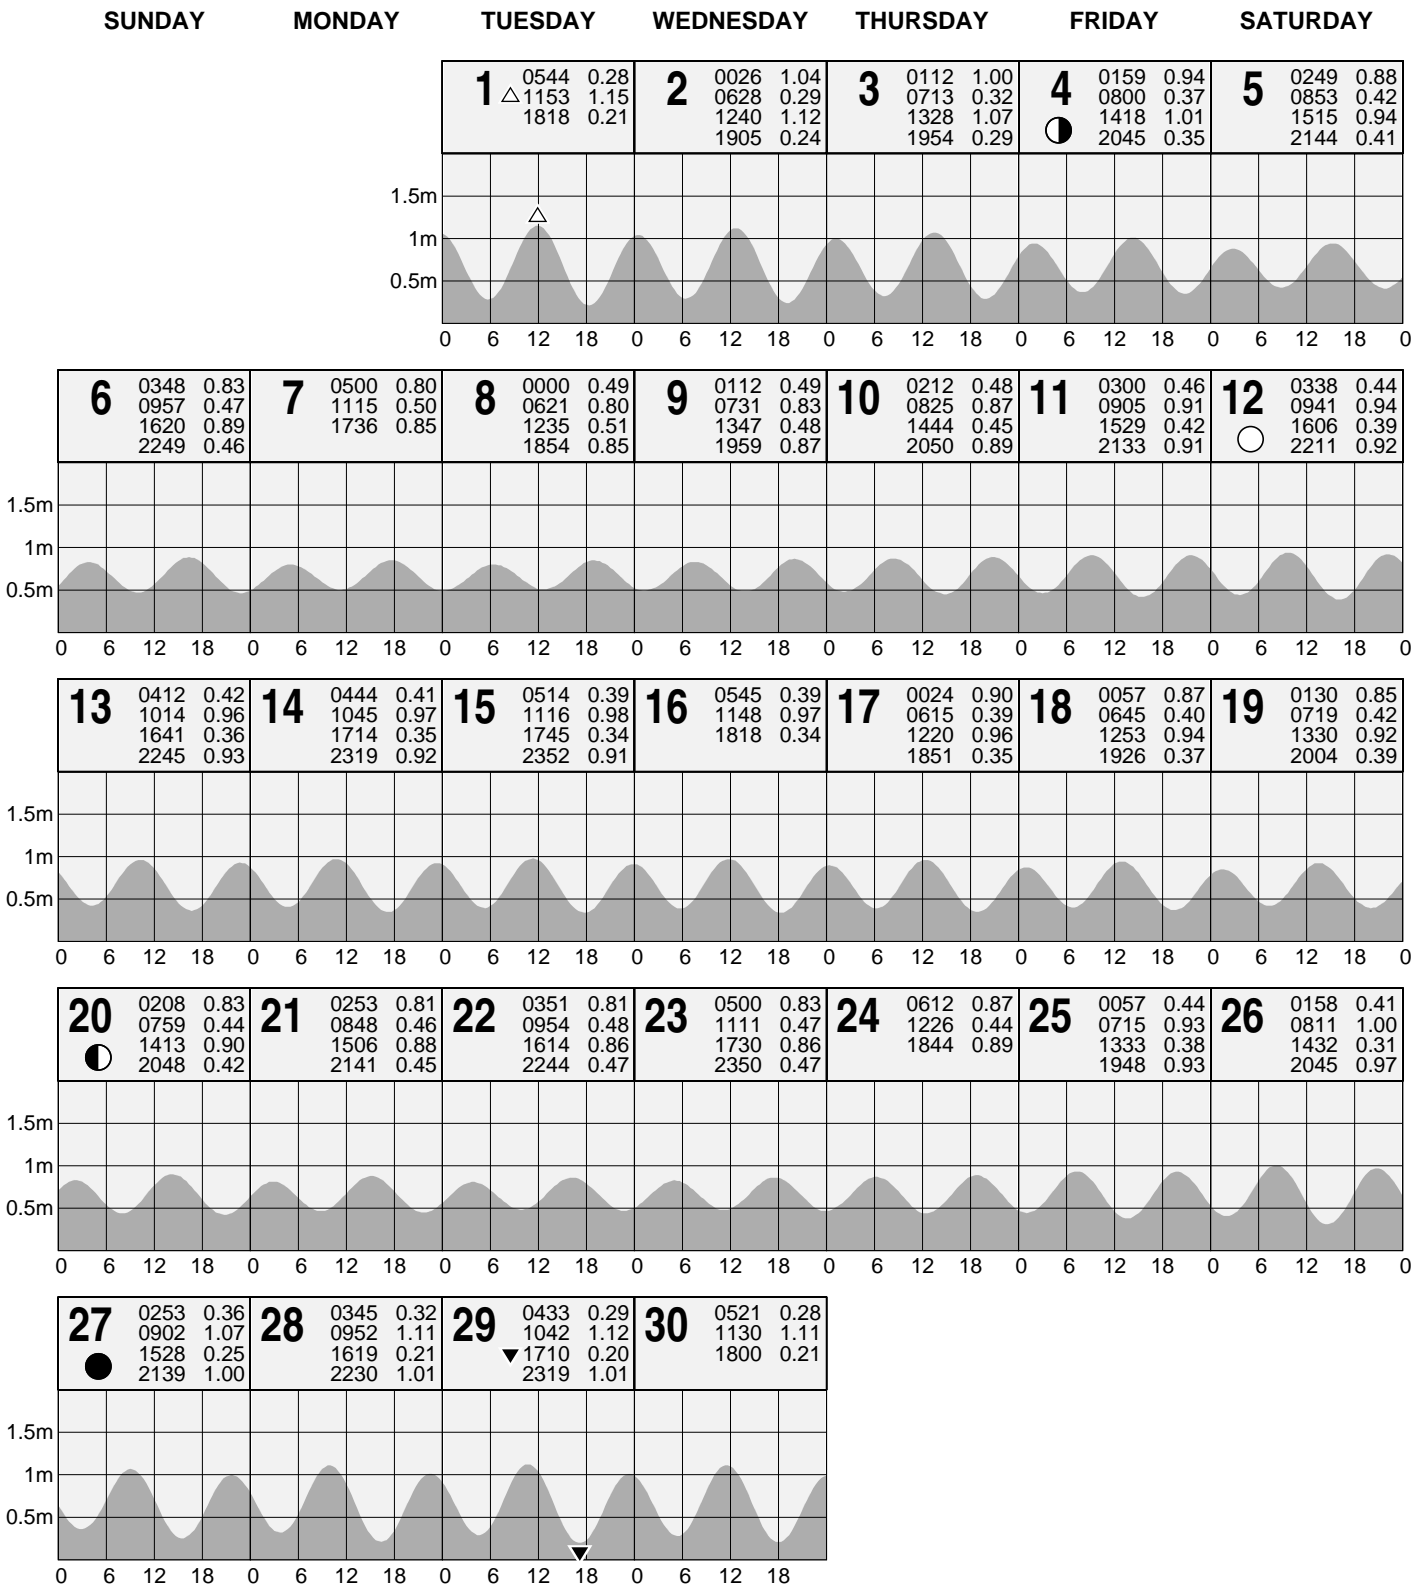 SUNDAY MONDAY TUESDAY WEDNESDAY THURSDAY FRIDAY SATURDAY
1 0544 0.28
1153 1.15
1818 0.21
2 0026 1.04
0628 0.29
1240 1.12
1905 0.24
3 0112 1.00
0713 0.32
1328 1.07
1954 0.29
4 0159 0.94
0800 0.37
1418 1.01
2045 0.35
5 0249 0.88
0853 0.42
1515 0.94
2144 0.41
1.5m
1m
0.5m
0 6 12 18 0 6 12 18 0 6 12 18 0 6 12 18 0 6 12 18 0
6 0348 0.83
0957 0.47
1620 0.89
2249 0.46
7 0500 0.80
1115 0.50
1736 0.85
8 0000 0.49
0621 0.80
1235 0.51
1854 0.85
9 0112 0.49
0731 0.83
1347 0.48
1959 0.87
10 0212 0.48
0825 0.87
1444 0.45
2050 0.89
11 0300 0.46
0905 0.91
1529 0.42
2133 0.91
12 0338 0.44
0941 0.94
1606 0.39
2211 0.92
1.5m
1m
0.5m
0 6 12 18 0 6 12 18 0 6 12 18 0 6 12 18 0 6 12 18 0 6 12 18 0 6 12 18 0
13 0412 0.42
1014 0.96
1641 0.36
2245 0.93
14 0444 0.41
1045 0.97
1714 0.35
2319 0.92
15 0514 0.39
1116 0.98
1745 0.34
2352 0.91
16 0545 0.39
1148 0.97
1818 0.34
17 0024 0.90
0615 0.39
1220 0.96
1851 0.35
18 0057 0.87
0645 0.40
1253 0.94
1926 0.37
19 0130 0.85
0719 0.42
1330 0.92
2004 0.39
1.5m
1m
0.5m
0 6 12 18 0 6 12 18 0 6 12 18 0 6 12 18 0 6 12 18 0 6 12 18 0 6 12 18 0
20 0208 0.83
0759 0.44
1413 0.90
2048 0.42
21 0253 0.81
0848 0.46
1506 0.88
2141 0.45
22 0351 0.81
0954 0.48
1614 0.86
2244 0.47
23 0500 0.83
1111 0.47
1730 0.86
2350 0.47
24 0612 0.87
1226 0.44
1844 0.89
25 0057 0.44
0715 0.93
1333 0.38
1948 0.93
26 0158 0.41
0811 1.00
1432 0.31
2045 0.97
1.5m
1m
0.5m
0 6 12 18 0 6 12 18 0 6 12 18 0 6 12 18 0 6 12 18 0 6 12 18 0 6 12 18 0
27 0253 0.36
0902 1.07
1528 0.25
2139 1.00
28 0345 0.32
0952 1.11
1619 0.21
2230 1.01
29 0433 0.29
1042 1.12
1710 0.20
2319 1.01
30 0521 0.28
1130 1.11
1800 0.21
1.5m
1m
0.5m
0 6 12 18 0 6 12 18 0 6 12 18 0 6 12 18